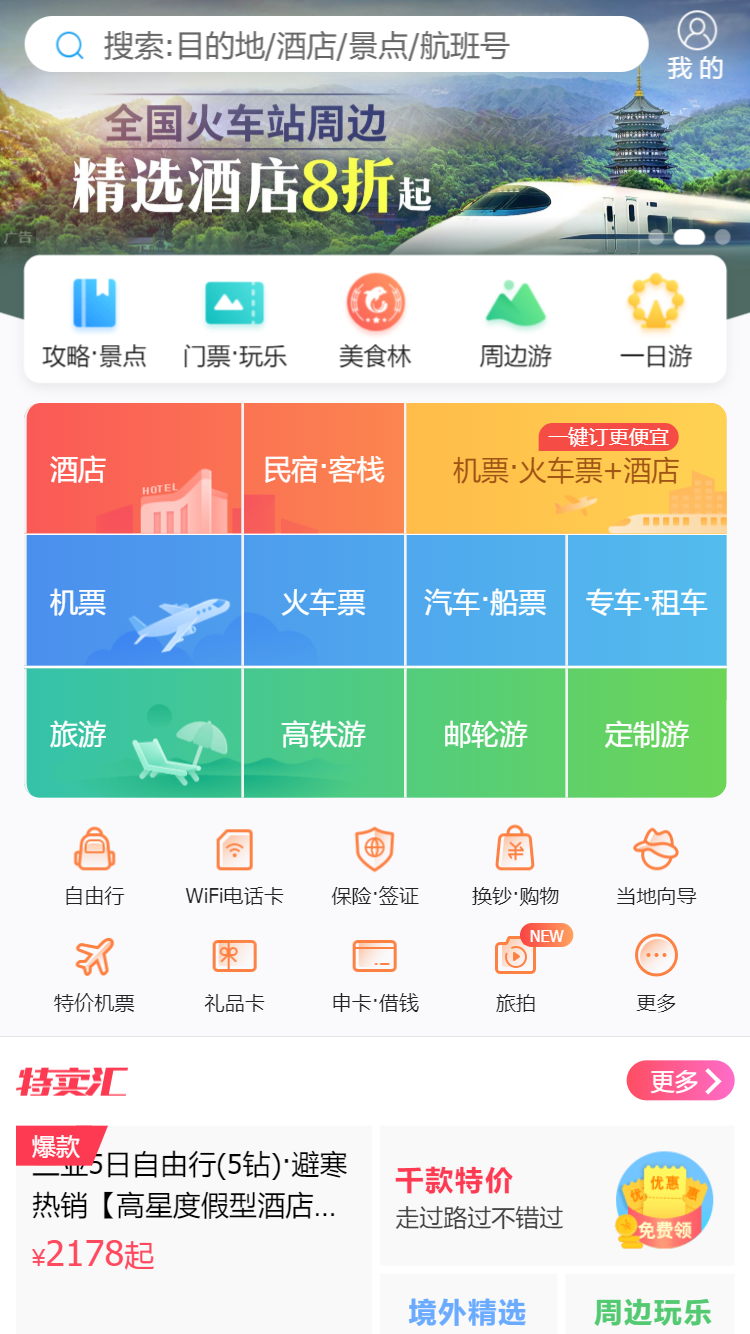 搜索:目的地/酒店/景点/航班号
我的
全国火车站周边
精选酒店8折起
广告
攻略·景点
门票·玩乐
美食林
周边游
一日游
酒店
HOTEL
民宿·客栈
一键订更便宜
机票·火车票+酒店
机票
火车票
汽车·船票
专车·租车
旅游
高铁游
邮轮游
定制游
自由行
WiFi电话卡
保险·签证
换钞·购物
当地向导
NEW
特价机票
礼品卡
申卡·借钱
旅拍
更多
特卖汇
更多
爆款
三亚5日自由行(5钻)·避寒
热销【高星度假型酒店...
¥2178起
千款特价
走过路过不错过
优惠
免费领
境外精选
周边玩乐